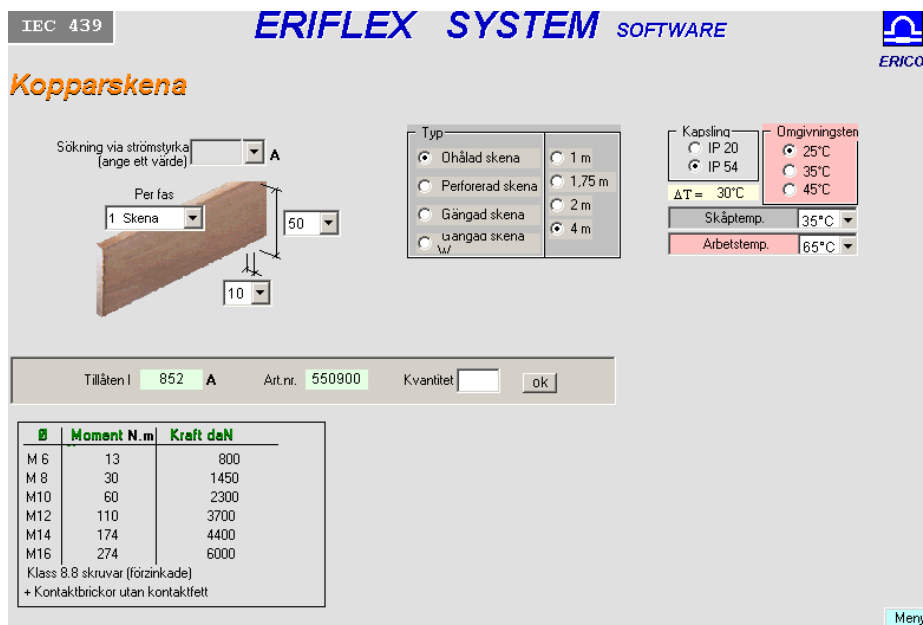 IEC 439
ERIFLEX SYSTEM SOFTWARE
ERICO
Kopparskena
Sökning via strömstyrka
(ange ett värde)
A
Per fas
1 Skena
50
10
Typ
Ohålad skena
Perforerad skena
Gängad skena
Gängad skena
W
1 m
1,75 m
2 m
4 m
Kapsling
IP 20
IP 54
Omgivningsten
25°C
35°C
45°C
ΔT = 30°C
Skåptemp. 35°C
Arbetstemp. 65°C
Tillåten I 852 A Art.nr. 550900 Kvantitet ok
Ø Moment N.m Kraft daN
M 6 13 800
M 8 30 1450
M10 60 2300
M12 110 3700
M14 174 4400
M16 274 6000
Klass 8.8 skruvar (förzinkade)
+ Kontaktbrickor utan kontaktfett
Meny